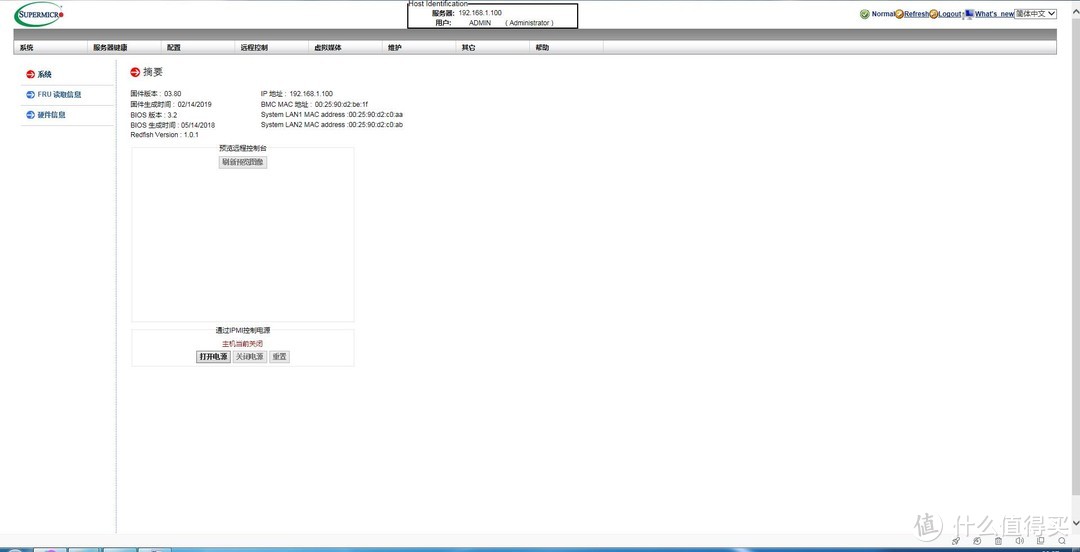 SUPERMICRO
Host Identification
服务器: 192.168.1.100
用户: ADMIN ( Administrator )
Normal Refresh Logout What's new 简体中文
系统 服务器健康 配置 远程控制 虚拟媒体 维护 其它 帮助
系统
FRU 读取信息
硬件信息
摘要
固件版本 : 03.80 IP 地址 : 192.168.1.100
固件生成时间 : 02/14/2019 BMC MAC 地址 : 00:25:90:d2:be:1f
BIOS 版本 : 3.2 System LAN1 MAC address :00:25:90:d2:c0:aa
BIOS 生成时间 : 05/14/2018 System LAN2 MAC address :00:25:90:d2:c0:ab
Redfish Version : 1.0.1
预览远程控制台
刷新预览图像
通过IPMI控制电源
主机当前关闭
打开电源 关闭电源 重置
值 什么值得买